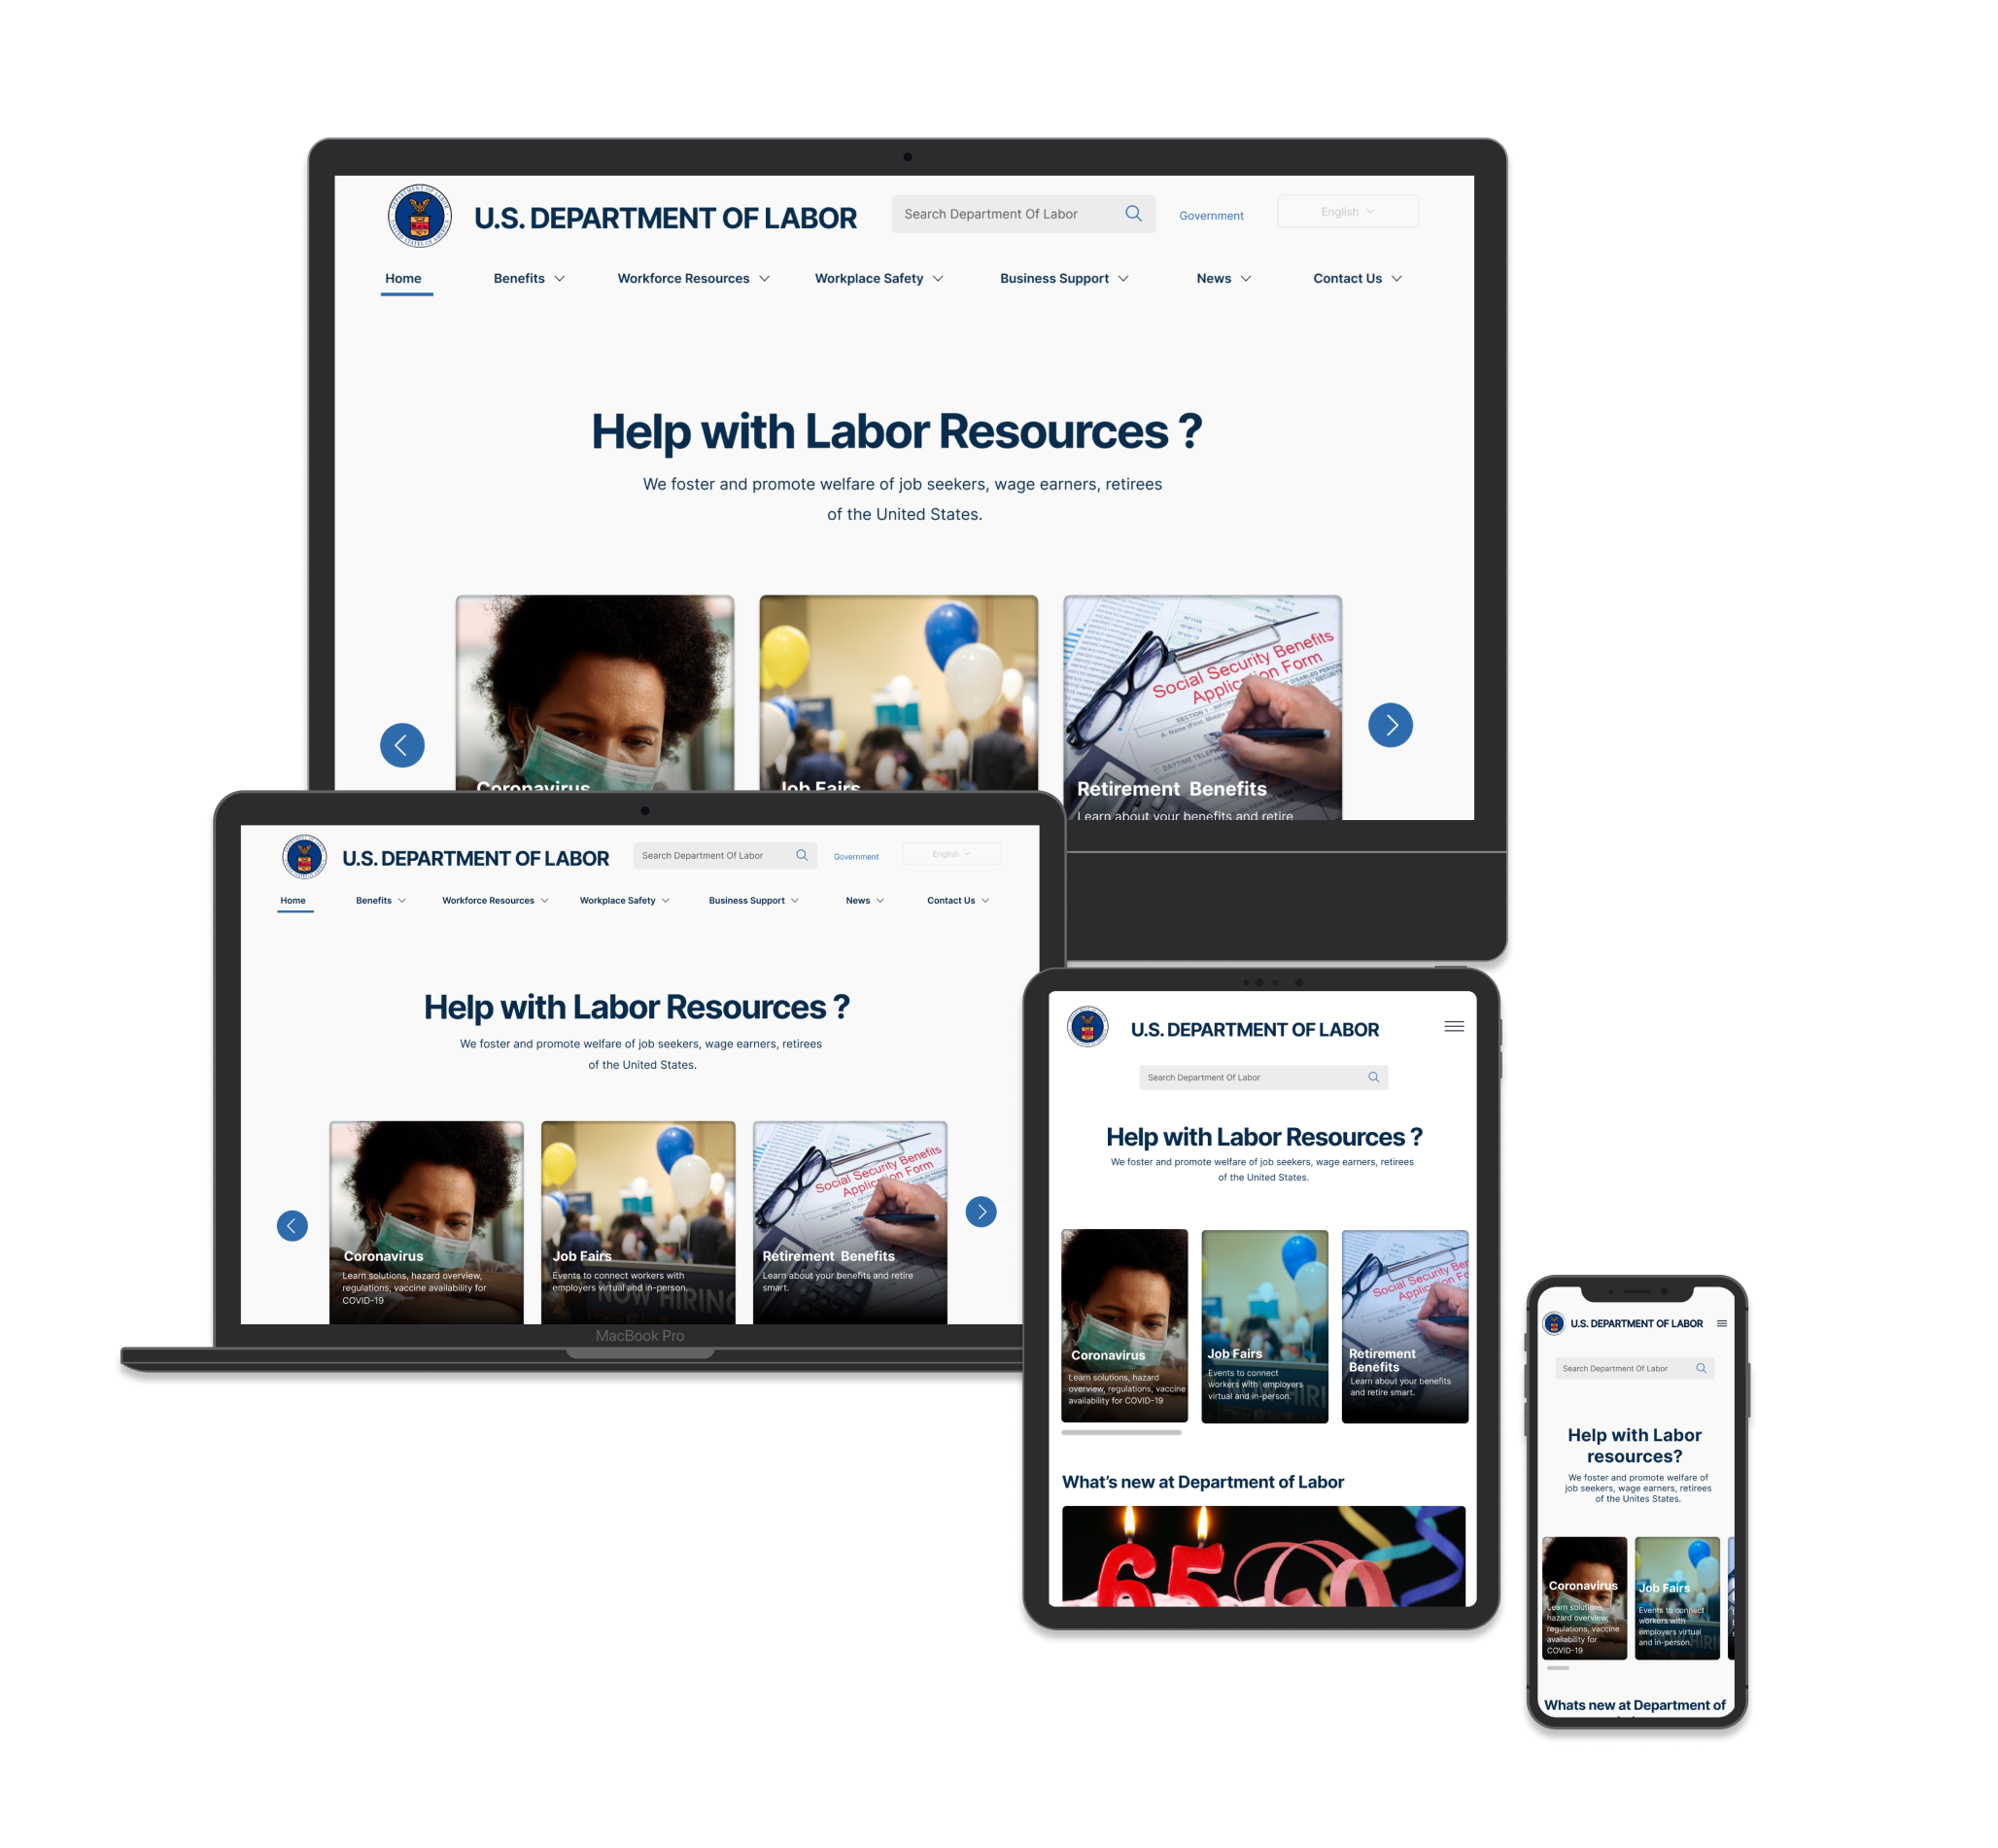 U.S. DEPARTMENT OF LABOR
Search Department Of Labor
Government
English
Home
Benefits
Workforce Resources
Workplace Safety
Business Support
News
Contact Us
Help with Labor Resources ?
We foster and promote welfare of job seekers, wage earners, retirees
of the United States.
Coronavirus
Job Fairs
Social Security Benefits
Application Form
Retirement Benefits
Learn about your benefits and retire
U.S. DEPARTMENT OF LABOR
Search Department Of Labor
Government
English
Home
Benefits
Workforce Resources
Workplace Safety
Business Support
News
Contact Us
Help with Labor Resources ?
We foster and promote welfare of job seekers, wage earners, retirees
of the United States.
Coronavirus
Learn solutions, hazard overview,
regulations, vaccine availability for
COVID-19
Job Fairs
Events to connect workers with
employers virtual and in-person.
NOW HIRING
Social Security Benefits
Application Form
Retirement Benefits
Learn about your benefits and retire
smart.
MacBook Pro
U.S. DEPARTMENT OF LABOR
Search Department Of Labor
Help with Labor Resources ?
We foster and promote welfare of job seekers, wage earners, retirees
of the United States.
Coronavirus
Learn solutions, hazard
overview, regulations, vaccine
availability for COVID-19
Job Fairs
Events to connect
workers with employers
virtual and in-person.
Social Security Ben
Retirement
Benefits
Learn about your benefits
and retire smart.
What's new at Department of Labor
65
U.S. DEPARTMENT OF LABOR
Search Department Of Labor
Help with Labor
resources?
We foster and promote welfare of
job seekers, wage earners, retirees
of the Unites States.
Coronavirus
Learn solutions,
hazard overview,
regulations, vaccine
availability for
COVID-19
Job Fairs
Events to connect
workers with
employers virtual
and in-person.
Whats new at Department of